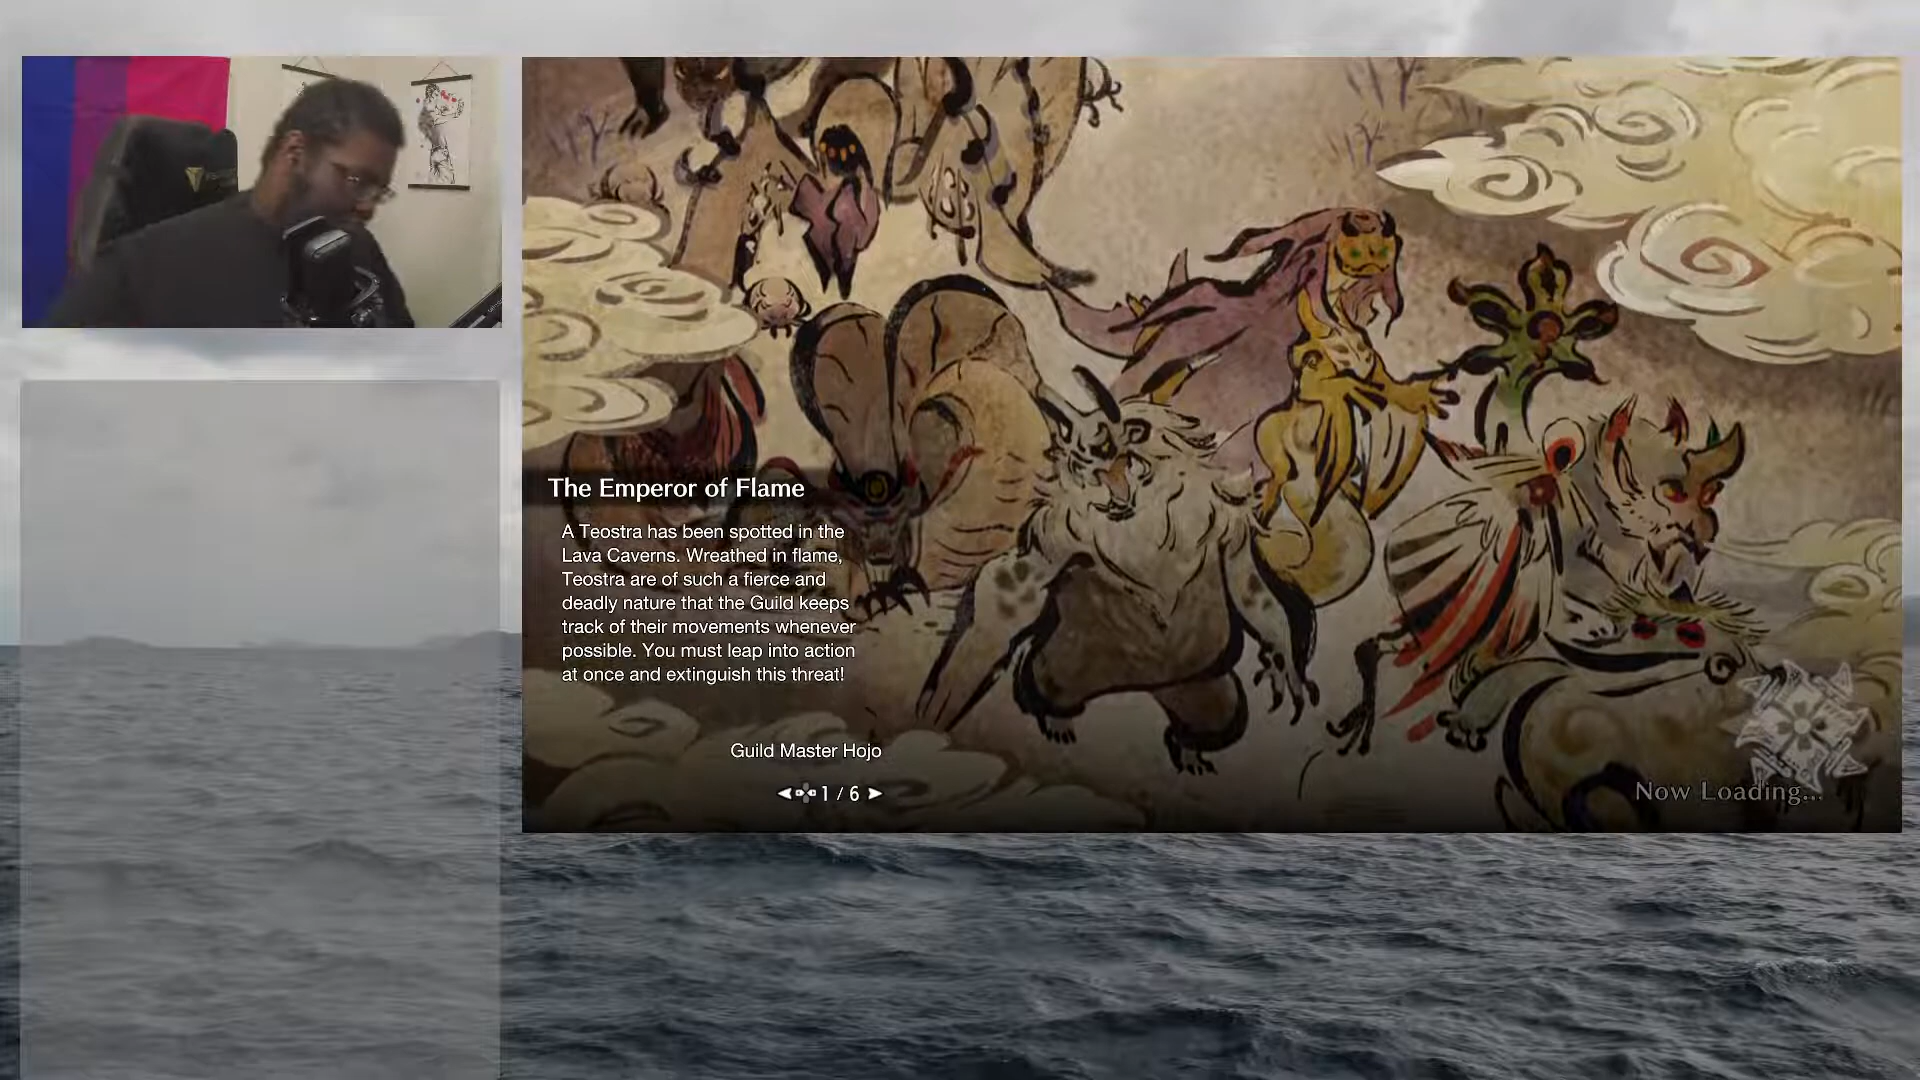 The Emperor of Flame
A Teostra has been spotted in the
Lava Caverns. Wreathed in flame,
Teostra are of such a fierce and
deadly nature that the Guild keeps
track of their movements whenever
possible. You must leap into action
at once and extinguish this threat!
Guild Master Hojo
1 / 6
Now Loading...